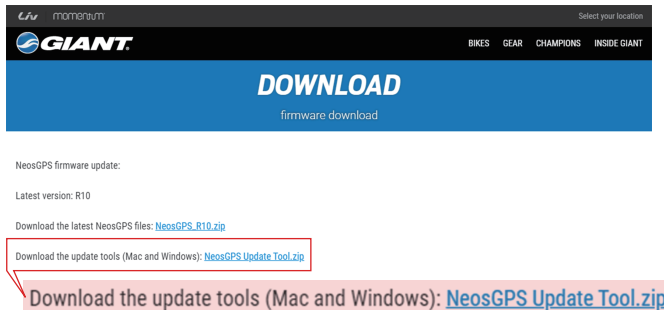 Liv momentum Select your location
GIANT. BIKES GEAR CHAMPIONS INSIDE GIANT
DOWNLOAD
firmware download
NeosGPS firmware update:
Latest version: R10
Download the latest NeosGPS files: NeosGPS_R10.zip
Download the update tools (Mac and Windows): NeosGPS Update Tool.zip
Download the update tools (Mac and Windows): NeosGPS Update Tool.zip